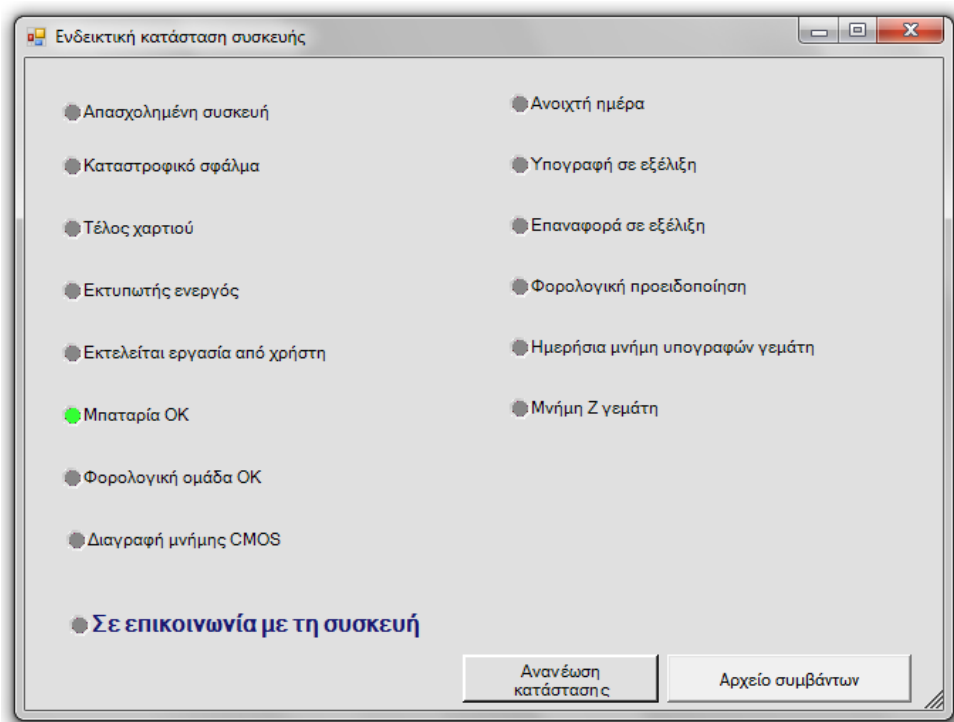 Ενδεικτική κατάσταση συσκευής
Απασχολημένη συσκευή
Καταστροφικό σφάλμα
Τέλος χαρτιού
Εκτυπωτής ενεργός
Εκτελείται εργασία από χρήστη
Μπαταρία ΟΚ
Φορολογική ομάδα ΟΚ
Διαγραφή μνήμης CMOS
Ανοιχτή ημέρα
Υπογραφή σε εξέλιξη
Επαναφορά σε εξέλιξη
Φορολογική προειδοποίηση
Ημερήσια μνήμη υπογραφών γεμάτη
Μνήμη Ζ γεμάτη
Σε επικοινωνία με τη συσκευή
Ανανέωση
κατάστασης
Αρχείο συμβάντων